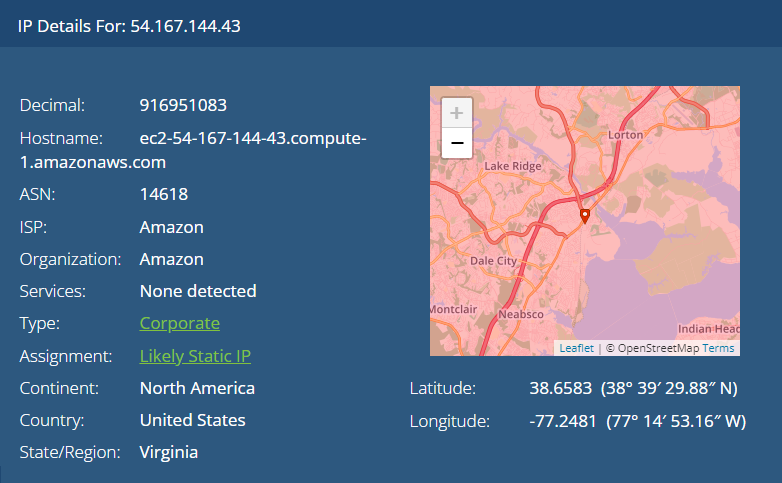 IP Details For: 54.167.144.43
Decimal: 916951083
Hostname: ec2-54-167-144-43.compute-
1.amazonaws.com
ASN: 14618
ISP: Amazon
Organization: Amazon
Services: None detected
Type: Corporate
Assignment: Likely Static IP
Continent: North America
Country: United States
State/Region: Virginia
+
−
Lorton
Lake Ridge
Dale City
Montclair
Neabsco
Indian Head
Leaflet | © OpenStreetMap Terms
Latitude: 38.6583 (38° 39′ 29.88″ N)
Longitude: -77.2481 (77° 14′ 53.16″ W)